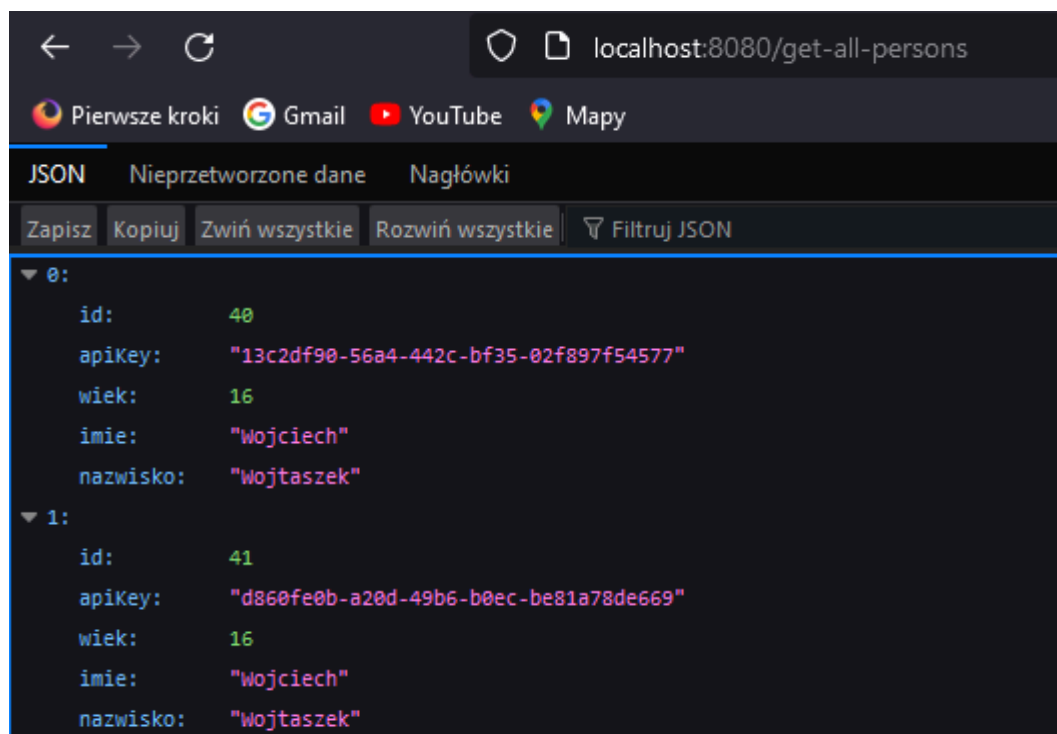 localhost:8080/get-all-persons
Pierwsze kroki Gmail YouTube Mapy
JSON Nieprzetworzone dane Nagłówki
Zapisz Kopiuj Zwiń wszystkie Rozwiń wszystkie Filtruj JSON
0:
id: 40
apiKey: "13c2df90-56a4-442c-bf35-02f897f54577"
wiek: 16
imie: "Wojciech"
nazwisko: "Wojtaszek"
1:
id: 41
apiKey: "d860fe0b-a20d-49b6-b0ec-be81a78de669"
wiek: 16
imie: "Wojciech"
nazwisko: "Wojtaszek"